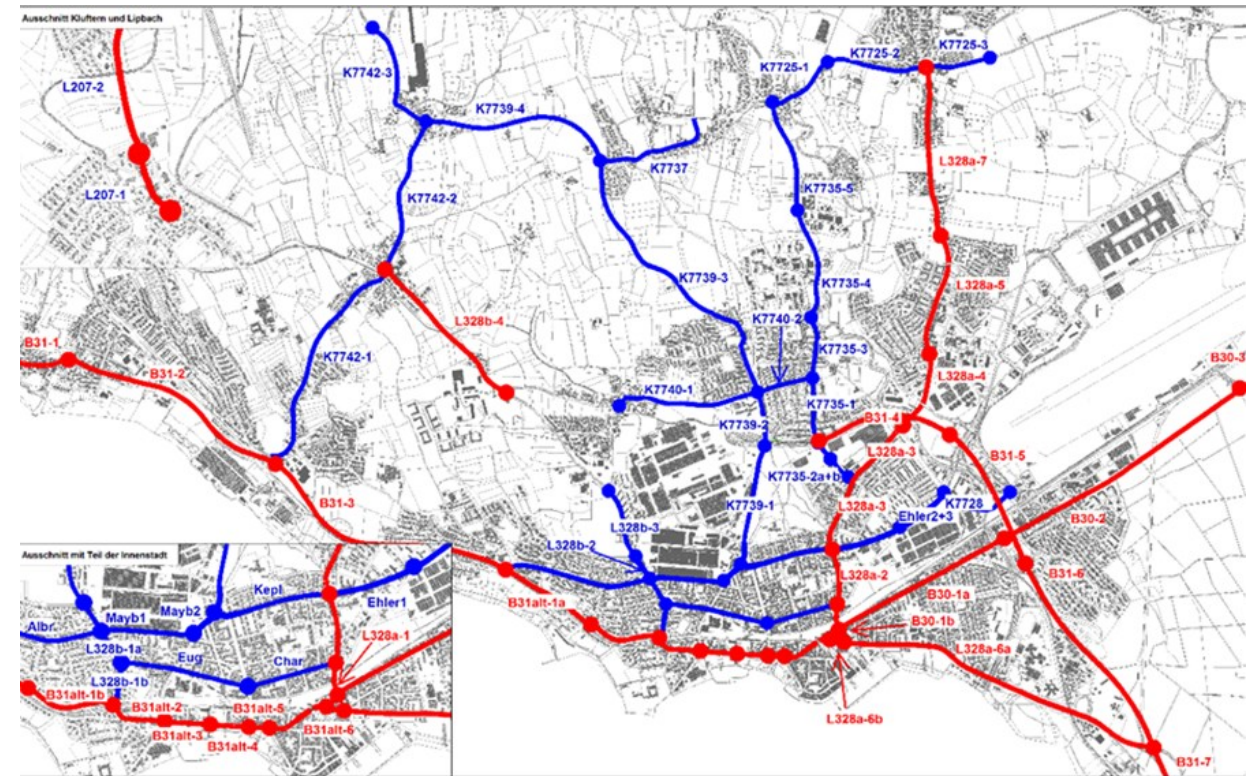 Ausschnitt Kluftern und Lipbach
L207-2
L207-1
K7742-3
K7739-4
K7737
K7725-1
K7725-2
K7725-3
L328a-7
K7742-2
K7735-5
K7739-3
K7735-4
L328a-5
K7740-2
L328b-4
K7735-3
B31-1
B31-2
K7742-1
L328a-4
B30-3
K7740-1
K7735-1
B31-4
K7739-2
L328a-3
B31-5
K7735-2a+b
B31-3
L328a-3
Ehler2+3
K7728
K7739-1
L328b-3
B30-2
L328b-2
L328a-2
B31-6
B31alt-1a
B30-1a
B30-1b
L328a-6a
L328a-6b
B31-7
Ausschnitt mit Teil der Innenstadt
Kepl
Mayb2
Mayb1
Ehler1
Albr.
L328b-1a
L328a-1
Eug
Char
L328b-1b
B31alt-1b
B31alt-2
B31alt-5
B31alt-3
B31alt-4
B31alt-6